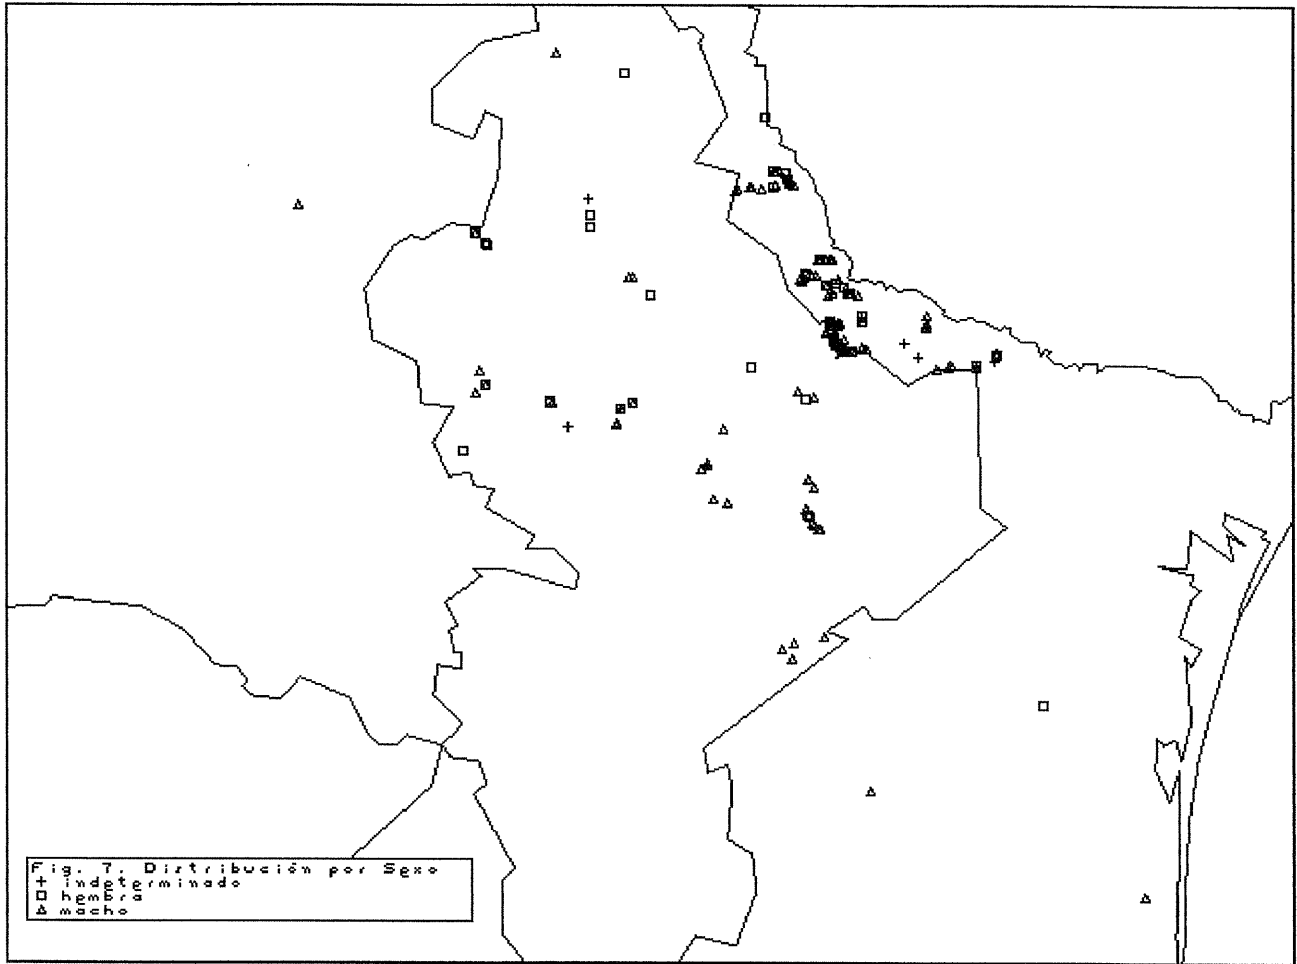 Fig. 7. Distribución por Sexo
+ indeterminado
□ hembra
△ macho